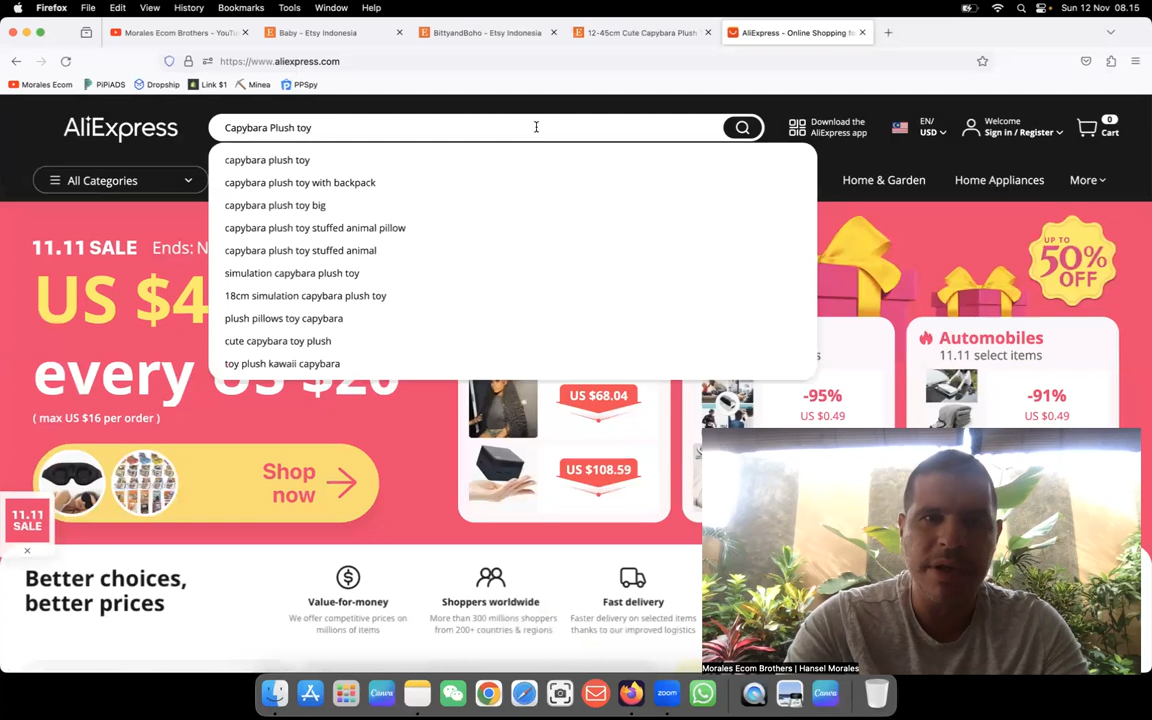 Firefox File Edit View History Bookmarks Tools Window Help
Sun 12 Nov 08.15
Morales Ecom Brothers - YouTu
Baby - Etsy Indonesia
BittyandBoho - Etsy Indonesia
12-45cm Cute Capybara Plush
AliExpress - Online Shopping fo
https://www.aliexpress.com
Morales Ecom
PiPiADS
Dropship
Link $1
Minea
PPSpy
AliExpress
Capybara Plush toy
Download the
AliExpress app
EN/
USD
Welcome
Sign in / Register
0
Cart
All Categories
Home & Garden
Home Appliances
More
capybara plush toy
capybara plush toy with backpack
capybara plush toy big
capybara plush toy stuffed animal pillow
capybara plush toy stuffed animal
simulation capybara plush toy
18cm simulation capybara plush toy
plush pillows toy capybara
cute capybara toy plush
toy plush kawaii capybara
11.11 SALE Ends: N
US $4
every US $20
( max US $16 per order )
Shop
now
UP TO
50%
OFF
US $68.04
US $108.59
-95%
US $0.49
Automobiles
11.11 select items
-91%
US $0.49
11.11
SALE
Better choices,
better prices
Value-for-money
We offer competitive prices on
millions of items
Shoppers worldwide
More than 300 millions shoppers
from 200+ countries & regions
Fast delivery
Faster delivery on selected items
thanks to our improved logistics
Morales Ecom Brothers | Hansel Morales
Canva
zoom
Canva